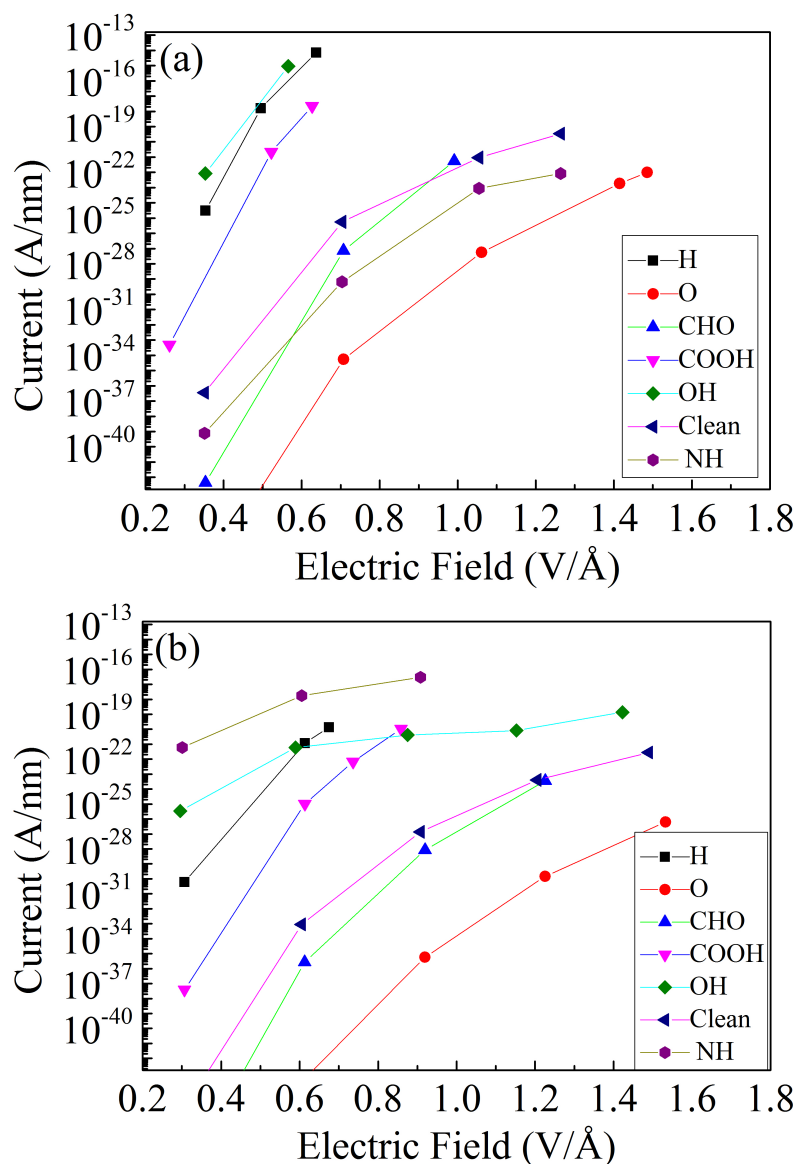 (a)
10-13
10-16
10-19
10-22
10-25
10-28
10-31
10-34
10-37
10-40
Current (A/nm)
H
O
CHO
COOH
OH
Clean
NH
0.2 0.4 0.6 0.8 1.0 1.2 1.4 1.6 1.8
Electric Field (V/Å)
(b)
10-13
10-16
10-19
10-22
10-25
10-28
10-31
10-34
10-37
10-40
Current (A/nm)
H
O
CHO
COOH
OH
Clean
NH
0.2 0.4 0.6 0.8 1.0 1.2 1.4 1.6 1.8
Electric Field (V/Å)